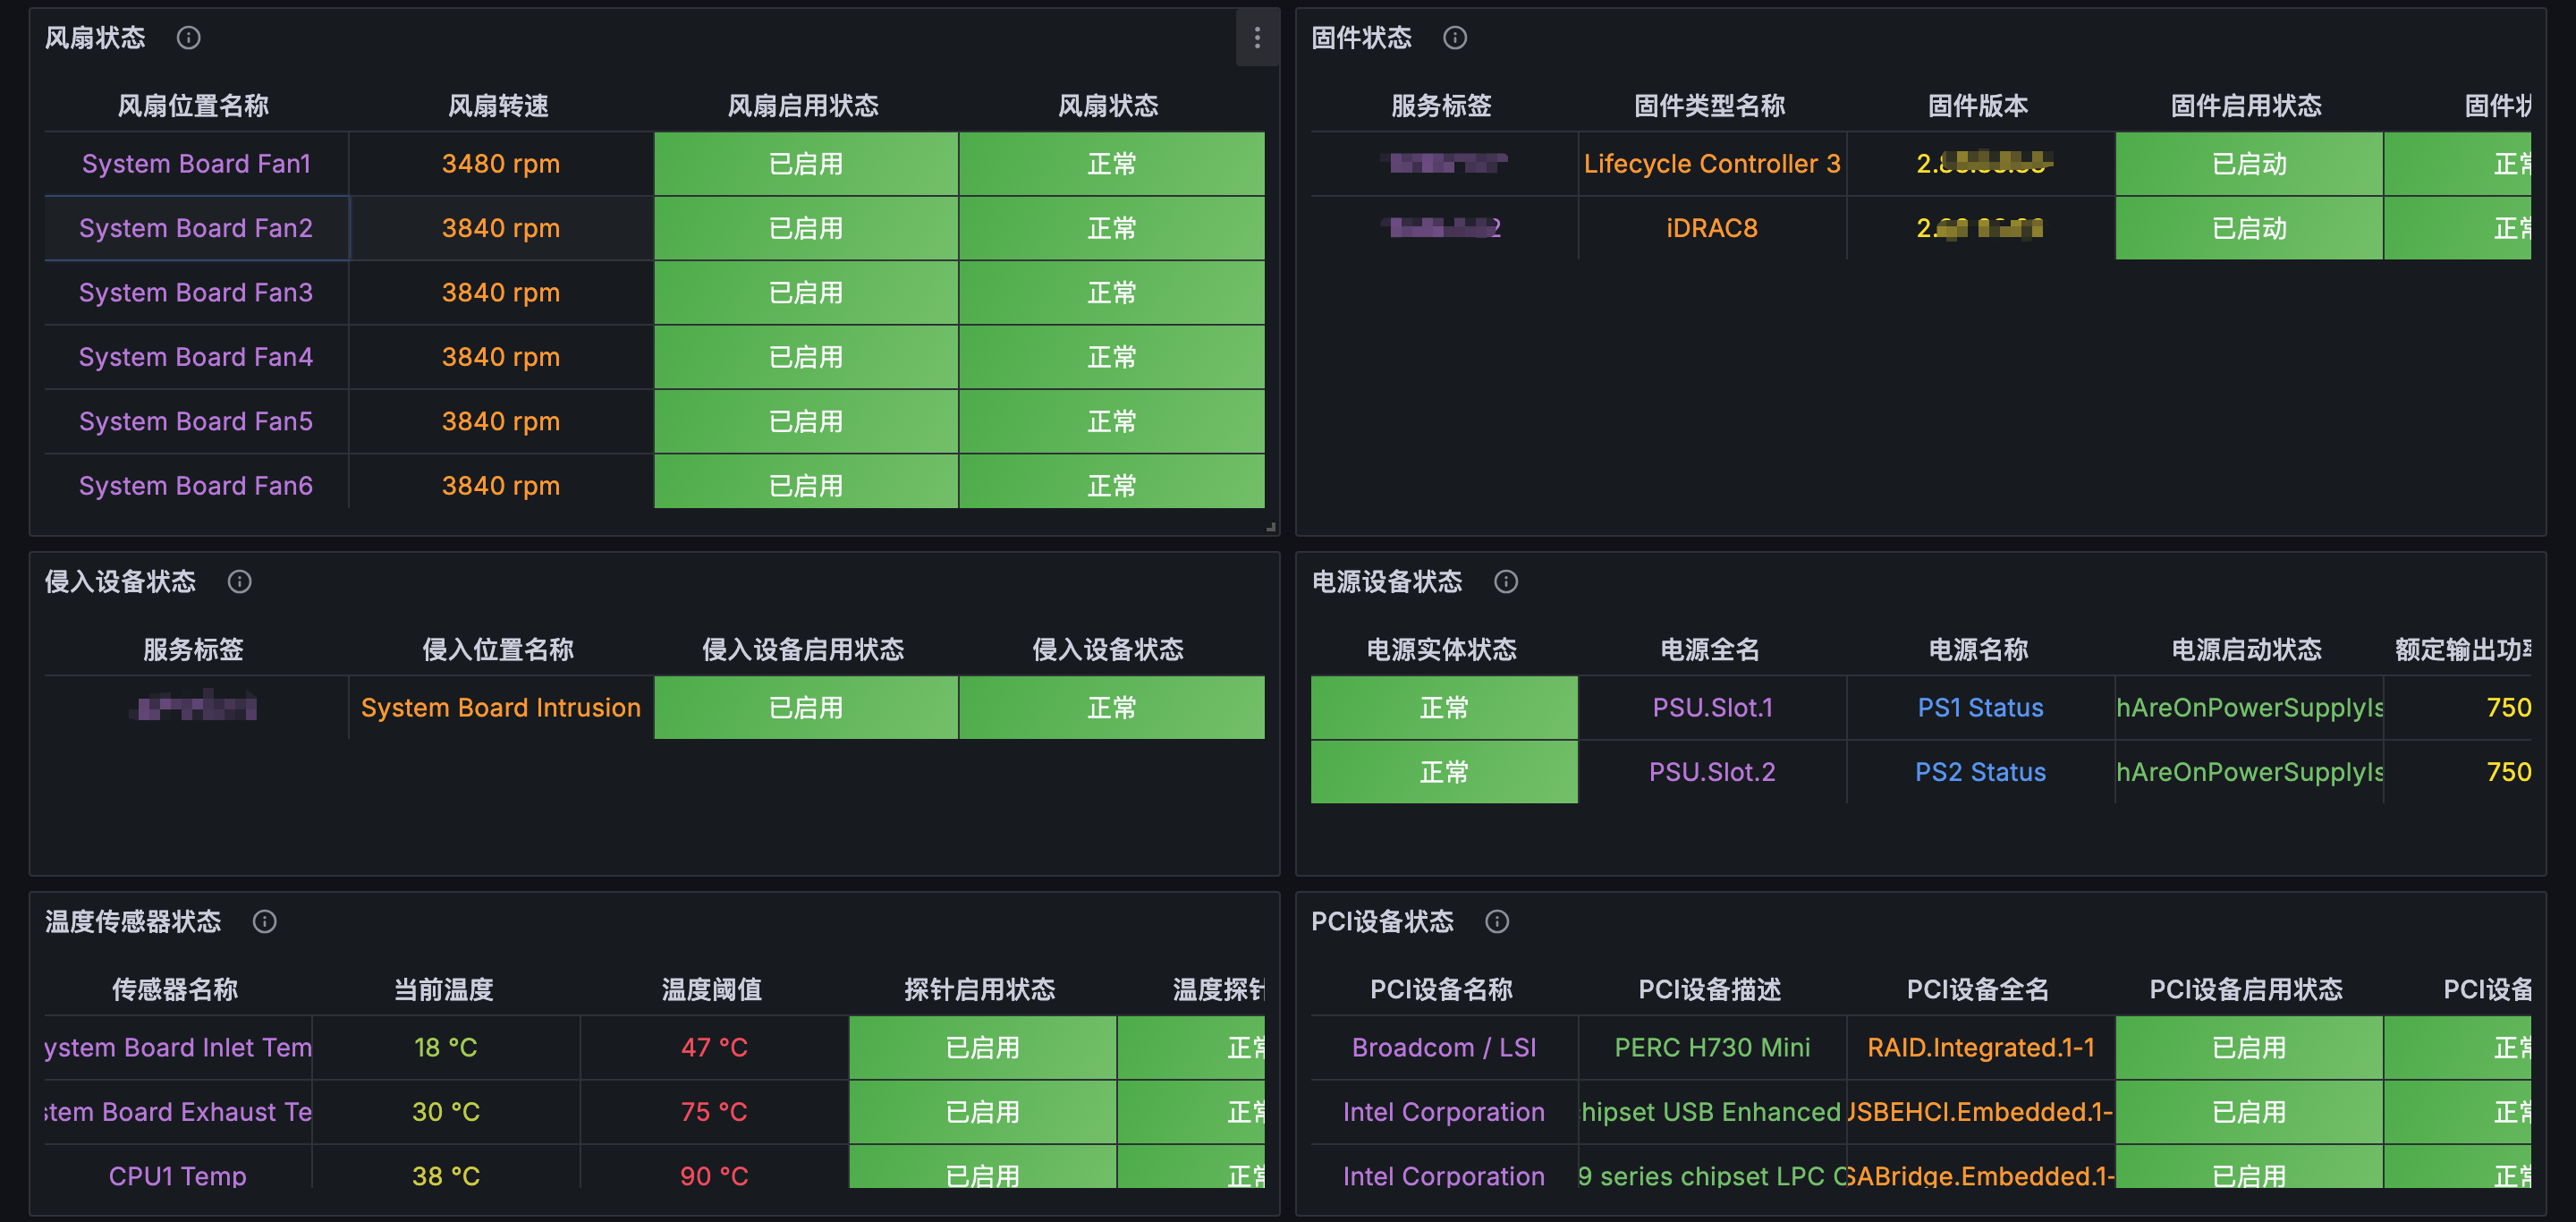 风扇状态
风扇位置名称 风扇转速 风扇启用状态 风扇状态
System Board Fan1 3480 rpm 已启用 正常
System Board Fan2 3840 rpm 已启用 正常
System Board Fan3 3840 rpm 已启用 正常
System Board Fan4 3840 rpm 已启用 正常
System Board Fan5 3840 rpm 已启用 正常
System Board Fan6 3840 rpm 已启用 正常
固件状态
服务标签 固件类型名称 固件版本 固件启用状态 固件状
Lifecycle Controller 3 2. 已启动 正常
iDRAC8 2. 已启动 正常
侵入设备状态
服务标签 侵入位置名称 侵入设备启用状态 侵入设备状态
System Board Intrusion 已启用 正常
电源设备状态
电源实体状态 电源全名 电源名称 电源启动状态 额定输出功率
正常 PSU.Slot.1 PS1 Status hAreOnPowerSupplyIs 750
正常 PSU.Slot.2 PS2 Status hAreOnPowerSupplyIs 750
温度传感器状态
传感器名称 当前温度 温度阈值 探针启用状态 温度探针
ystem Board Inlet Tem 18 °C 47 °C 已启用 正常
stem Board Exhaust Te 30 °C 75 °C 已启用 正常
CPU1 Temp 38 °C 90 °C 已启用 正常
PCI设备状态
PCI设备名称 PCI设备描述 PCI设备全名 PCI设备启用状态 PCI设备
Broadcom / LSI PERC H730 Mini RAID.Integrated.1-1 已启用 正常
Intel Corporation hipset USB Enhanced USBEHCI.Embedded.1- 已启用 正常
Intel Corporation 9 series chipset LPC C SABridge.Embedded.1- 已启用 正常